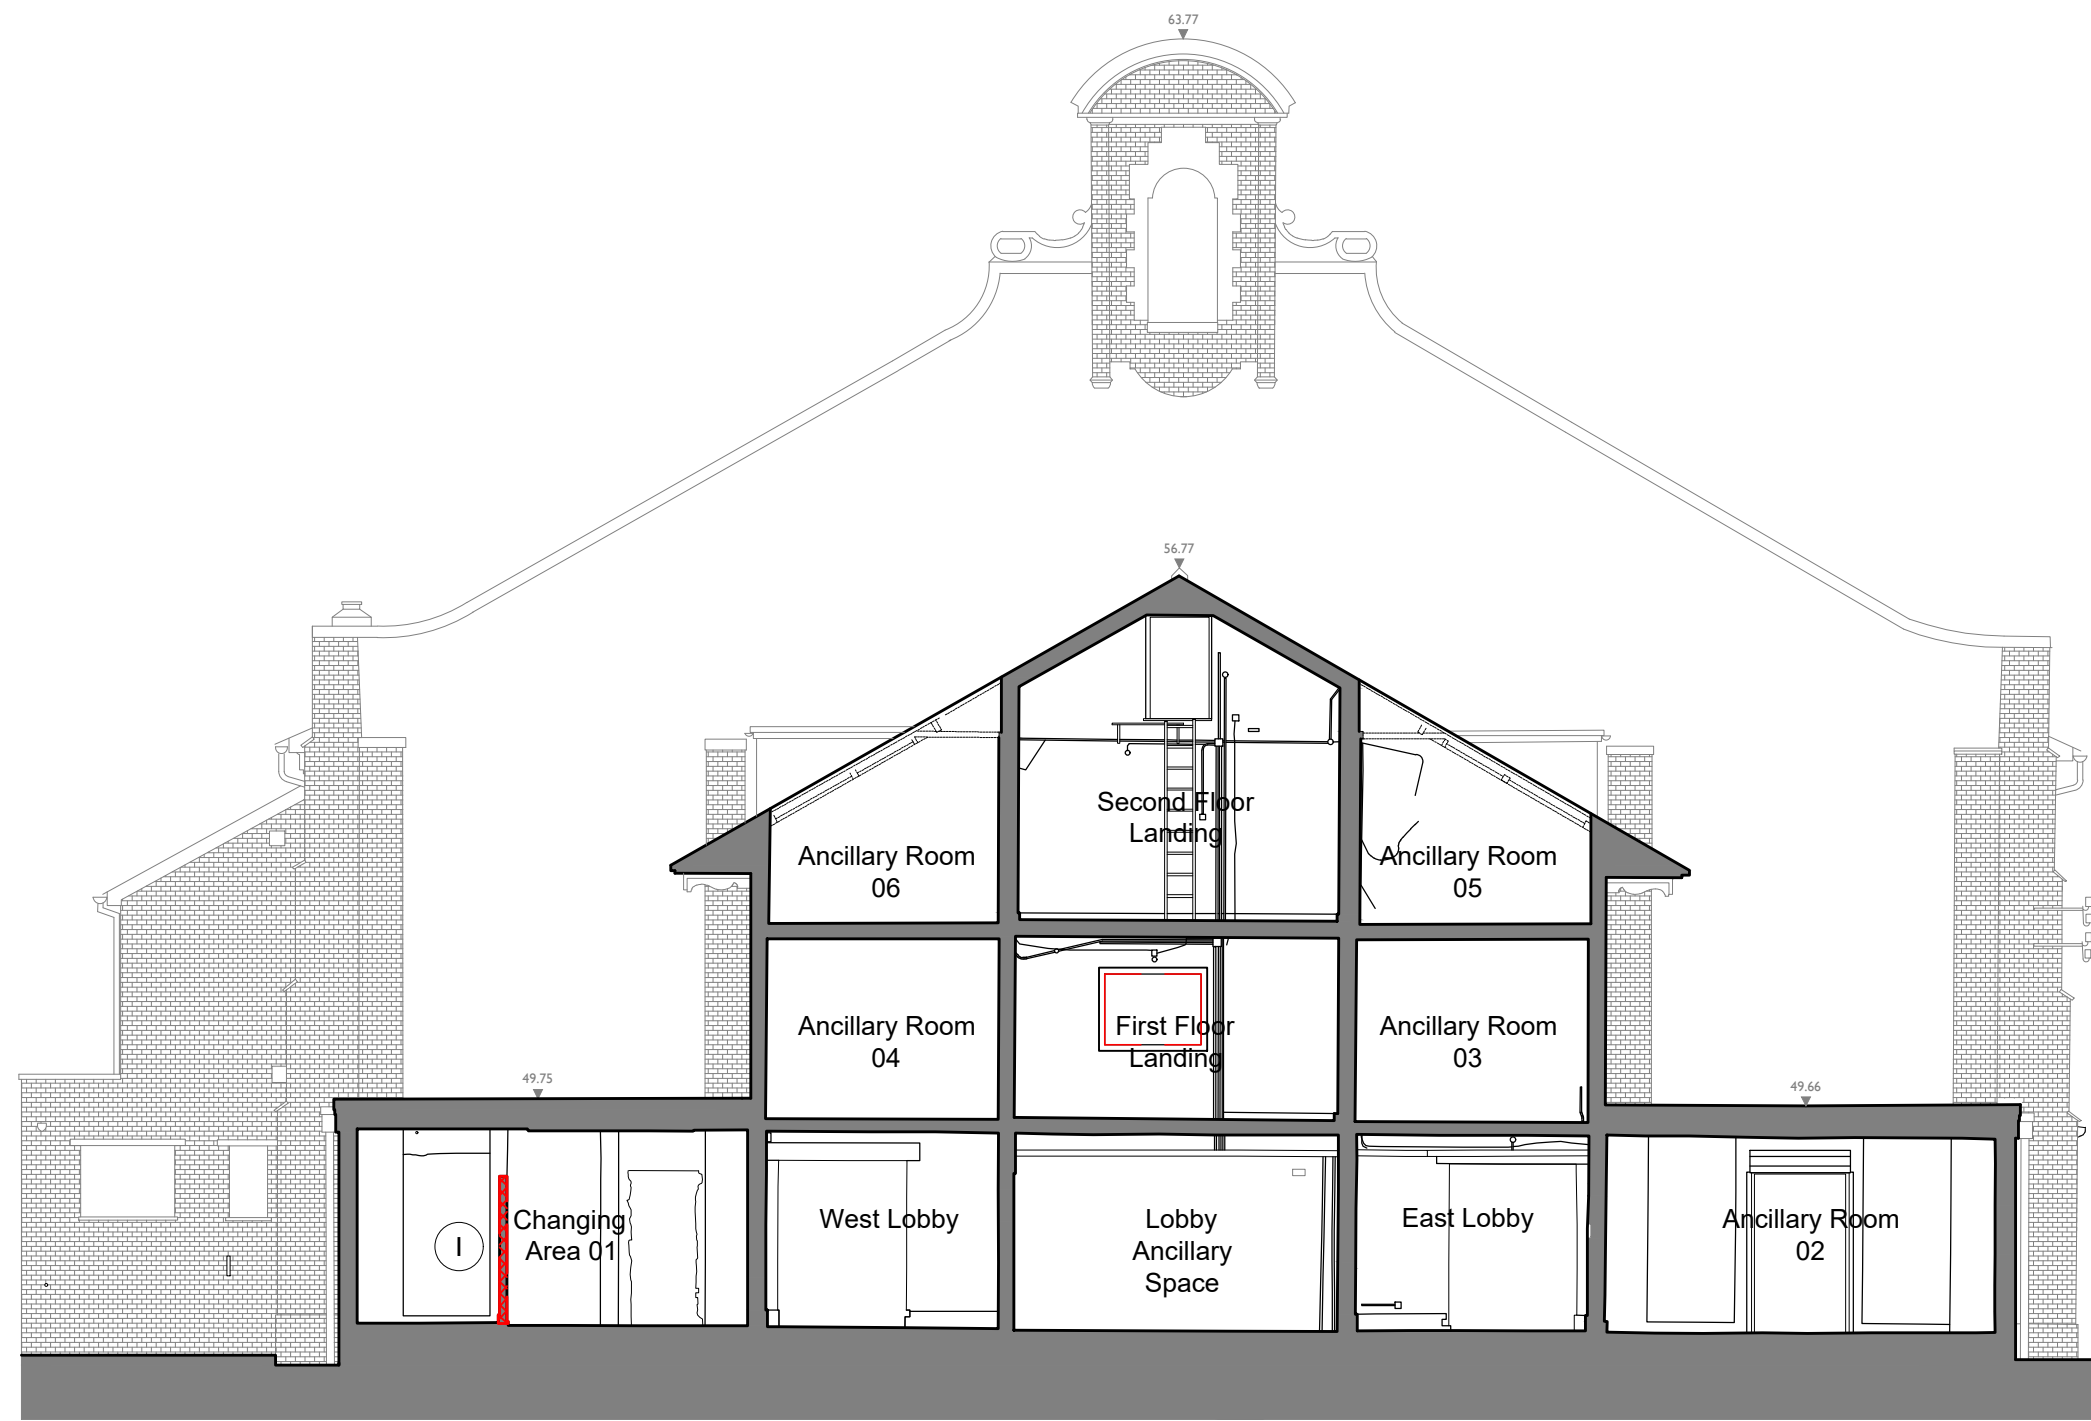 63.77
56.77
Second Floor
Landing
Ancillary Room
06
Ancillary Room
05
Ancillary Room
04
First Floor
Landing
Ancillary Room
03
49.75
49.66
I
Changing
Area 01
West Lobby
Lobby
Ancillary
Space
East Lobby
Ancillary Room
02